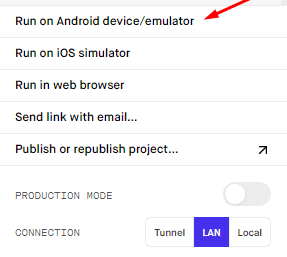 Run on Android device/emulator
Run on iOS simulator
Run in web browser
Send link with email...
Publish or republish project...
PRODUCTION MODE
CONNECTION Tunnel LAN Local